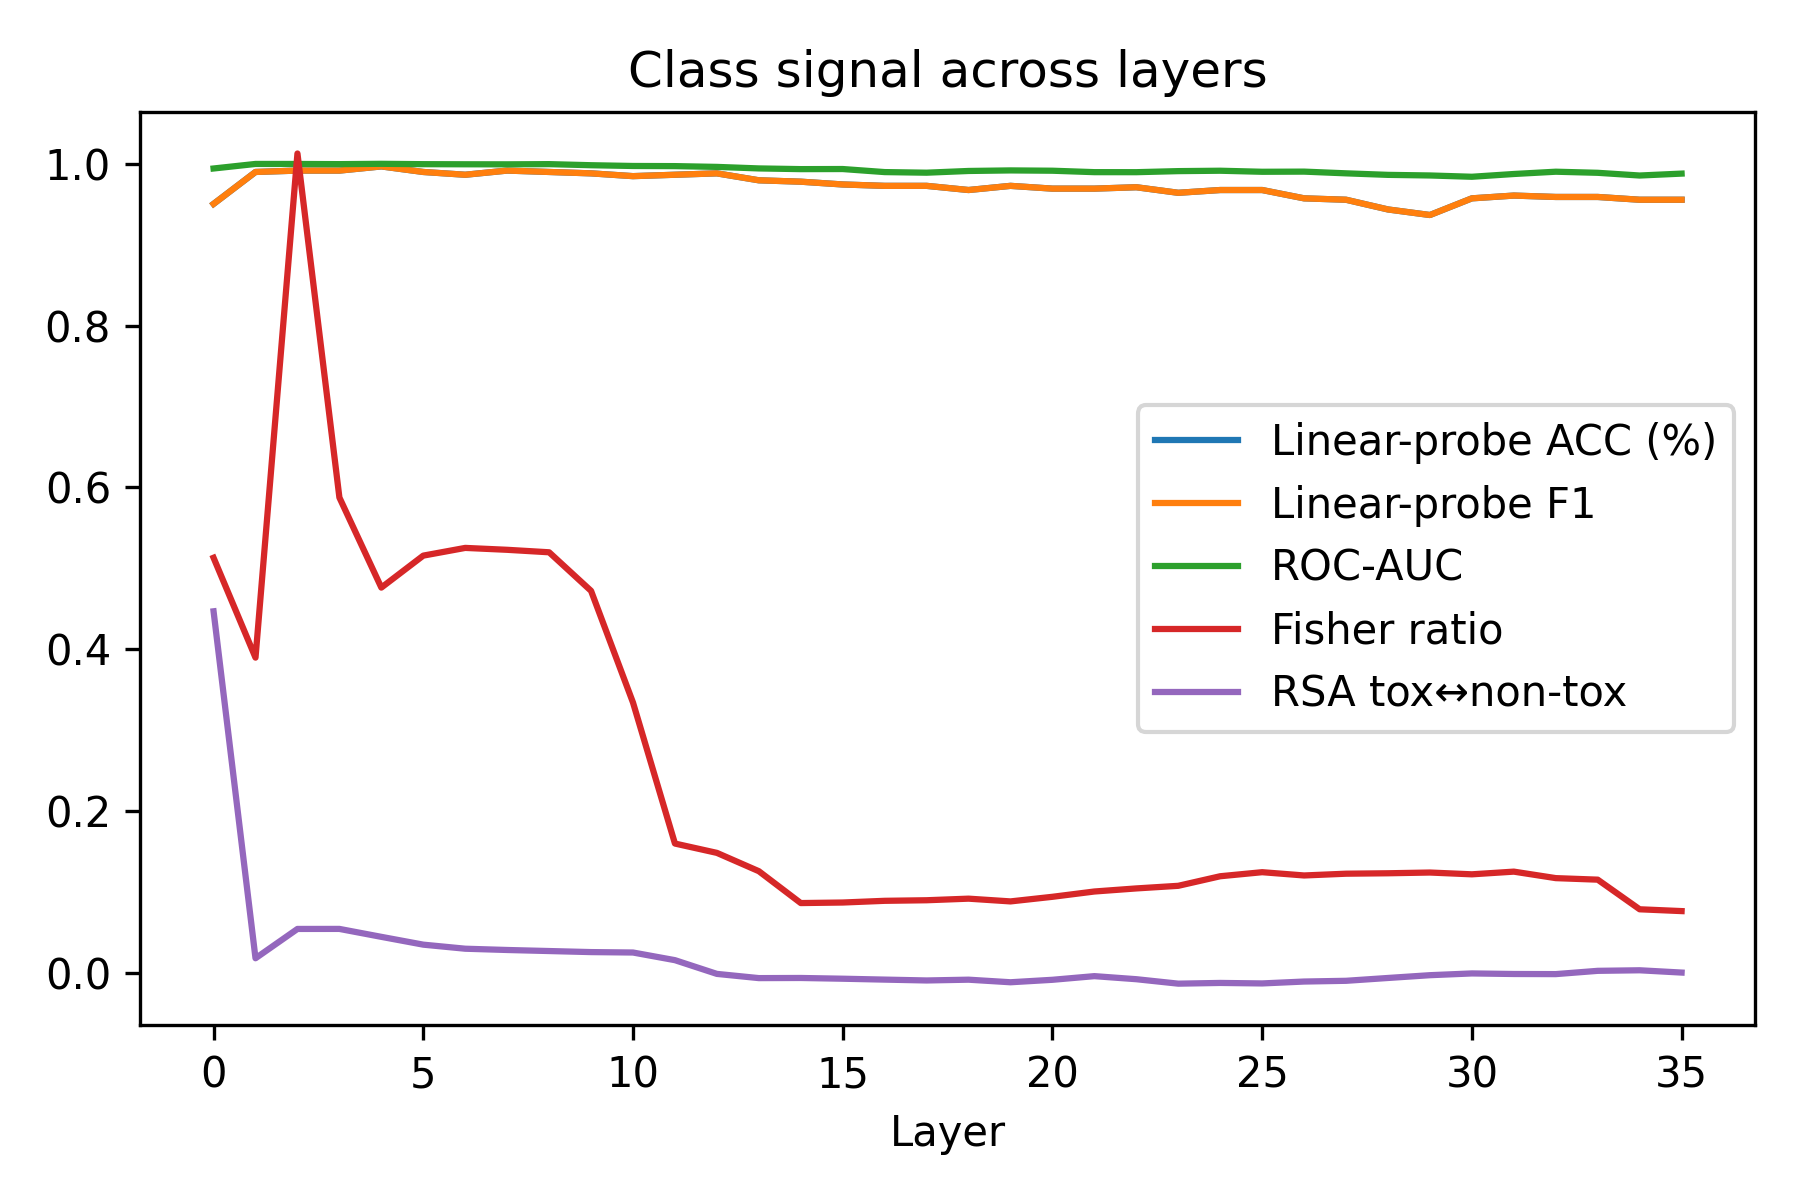 Class signal across layers
1.0
0.8
0.6
0.4
0.2
0.0
Linear-probe ACC (%)
Linear-probe F1
ROC-AUC
Fisher ratio
RSA tox↔non-tox
0 5 10 15 20 25 30 35
Layer